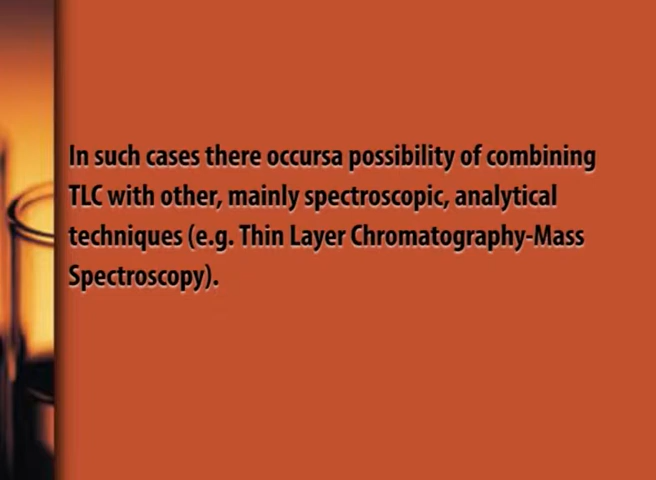 In such cases there occursa possibility of combining
TLC with other, mainly spectroscopic, analytical
techniques (e.g. Thin Layer Chromatography-Mass
Spectroscopy).